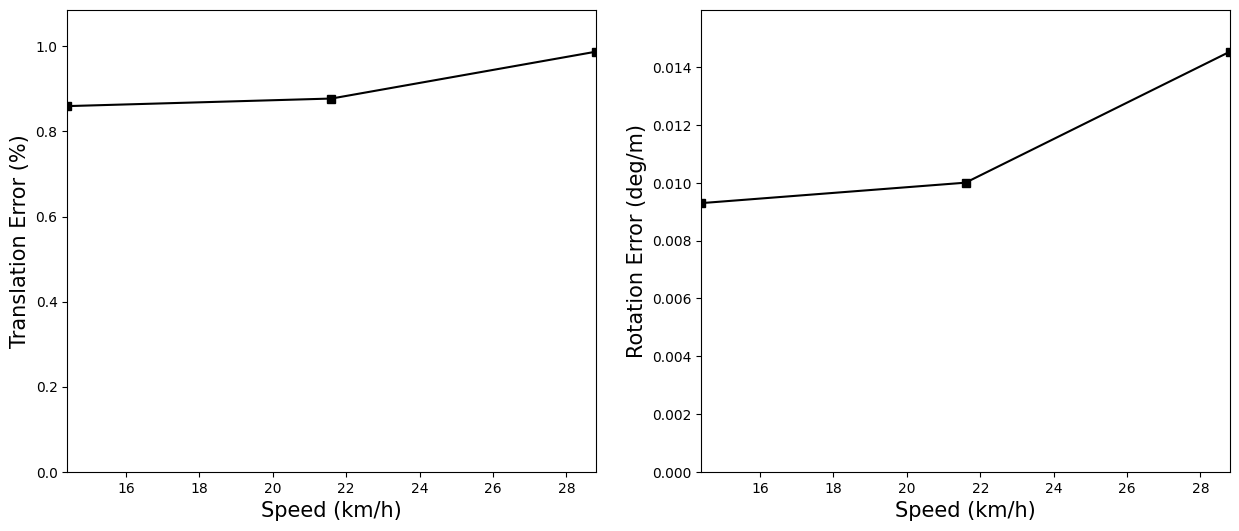 1.0
0.8
0.6
0.4
0.2
0.0
Translation Error (%)
16 18 20 22 24 26 28
Speed (km/h)
0.014
0.012
0.010
0.008
0.006
0.004
0.002
0.000
Rotation Error (deg/m)
16 18 20 22 24 26 28
Speed (km/h)